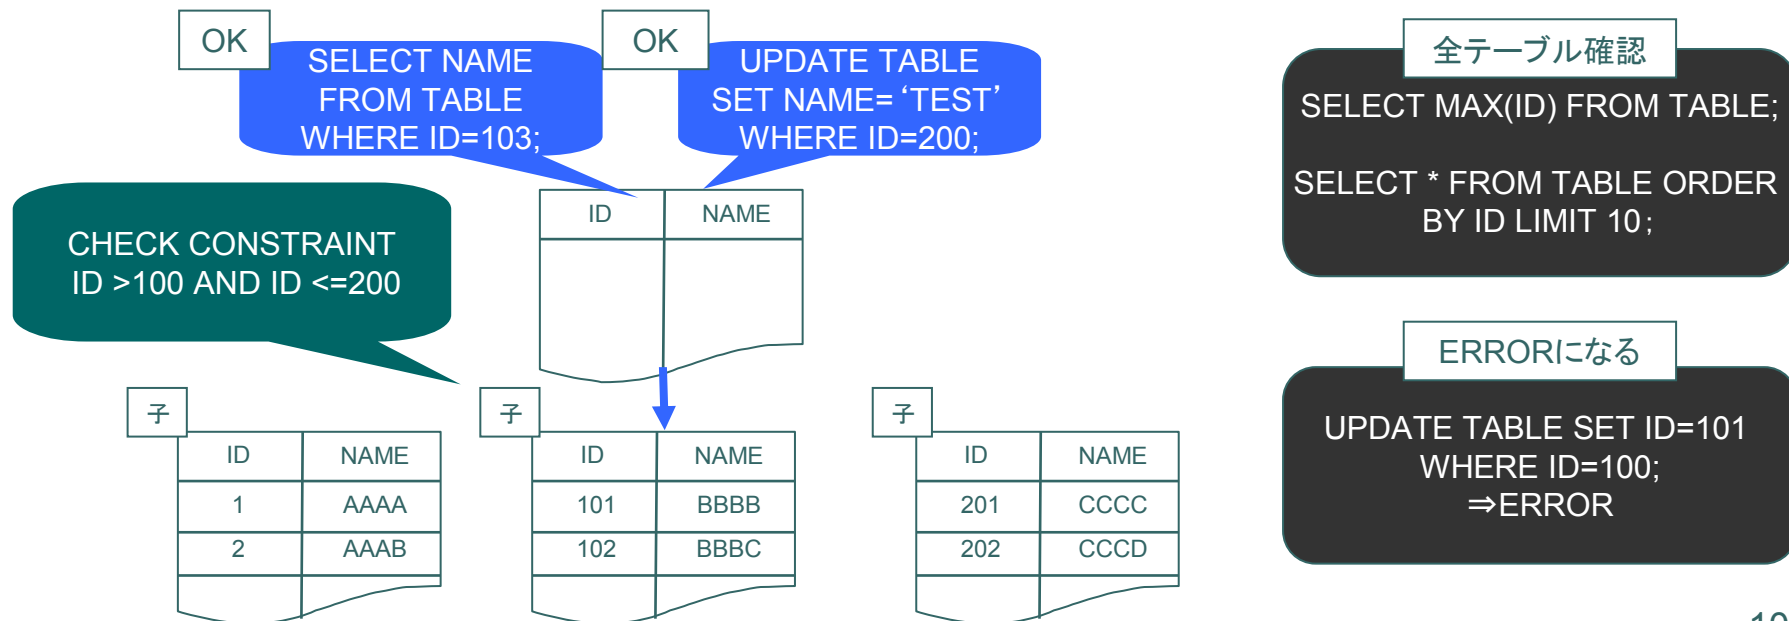 OK
SELECT NAME
FROM TABLE
WHERE ID=103;
OK
UPDATE TABLE
SET NAME=‘TEST’
WHERE ID=200;
全テーブル確認
SELECT MAX(ID) FROM TABLE;
SELECT * FROM TABLE ORDER
BY ID LIMIT 10;
CHECK CONSTRAINT
ID >100 AND ID <=200
ID NAME
ERRORになる
UPDATE TABLE SET ID=101
WHERE ID=100;
⇒ERROR
子
ID NAME
1 AAAA
2 AAAB
子
ID NAME
101 BBBB
102 BBBC
子
ID NAME
201 CCCC
202 CCCD